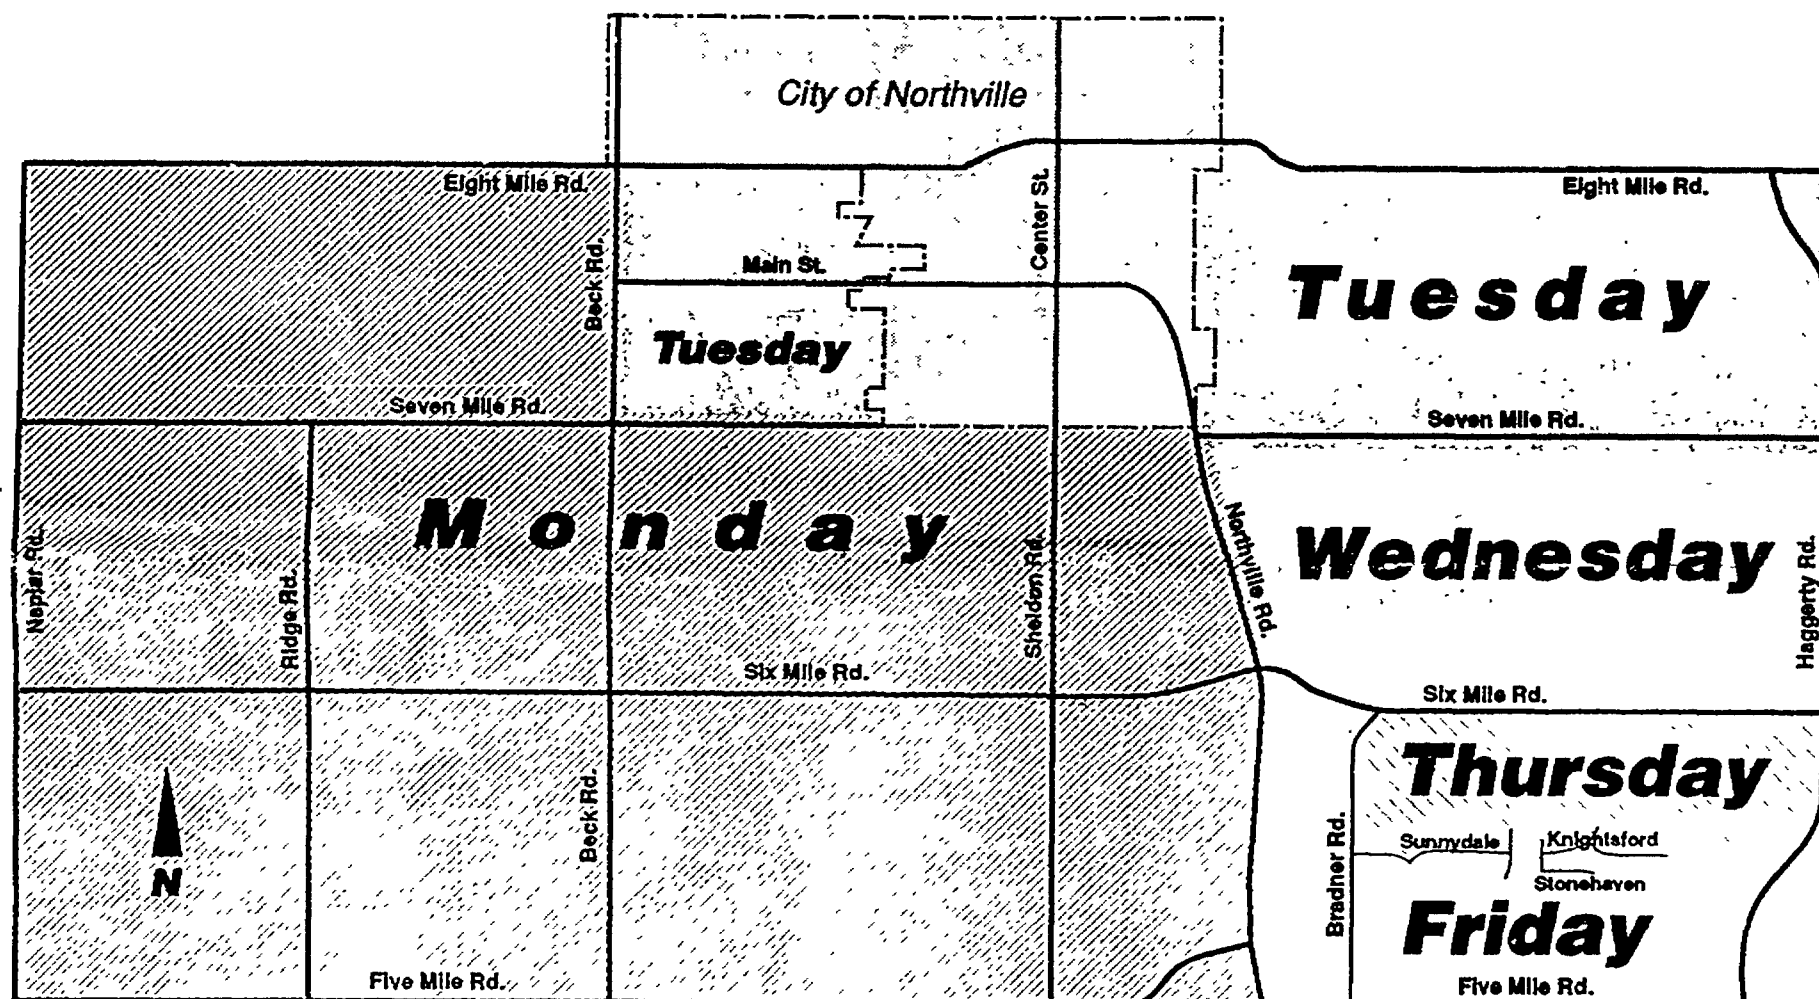 City of Northville
Eight Mile Rd.
Eight Mile Rd.
Center St.
Beck Rd.
Main St.
Tuesday
Tuesday
Seven Mile Rd.
Seven Mile Rd.
Monday
Wednesday
Napier Rd.
Ridge Rd.
Sheldon Rd.
Northville Rd.
Haggerty Rd.
Six Mile Rd.
Six Mile Rd.
Thursday
Beck Rd.
Bradner Rd.
Sunnydale
Knightsford
Stonehaven
N
Friday
Five Mile Rd.
Five Mile Rd.